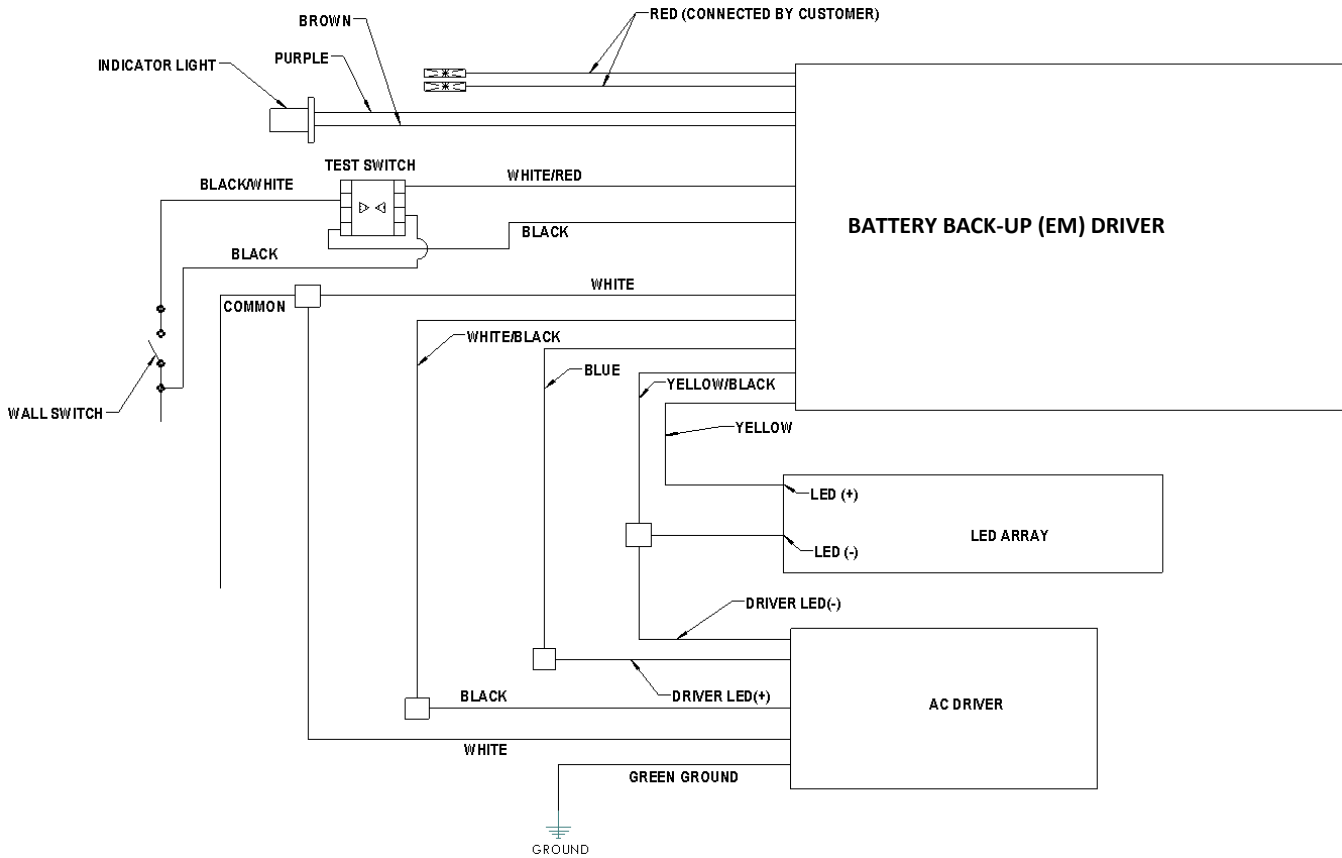 RED (CONNECTED BY CUSTOMER)
BROWN
PURPLE
INDICATOR LIGHT
TEST SWITCH
BLACK/WHITE
WHITE/RED
BLACK
BATTERY BACK-UP (EM) DRIVER
BLACK
WHITE
COMMON
WHITE/BLACK
BLUE
YELLOW/BLACK
WALL SWITCH
YELLOW
LED (+)
LED ARRAY
LED (-)
DRIVER LED(-)
BLACK
DRIVER LED(+)
AC DRIVER
WHITE
GREEN GROUND
GROUND